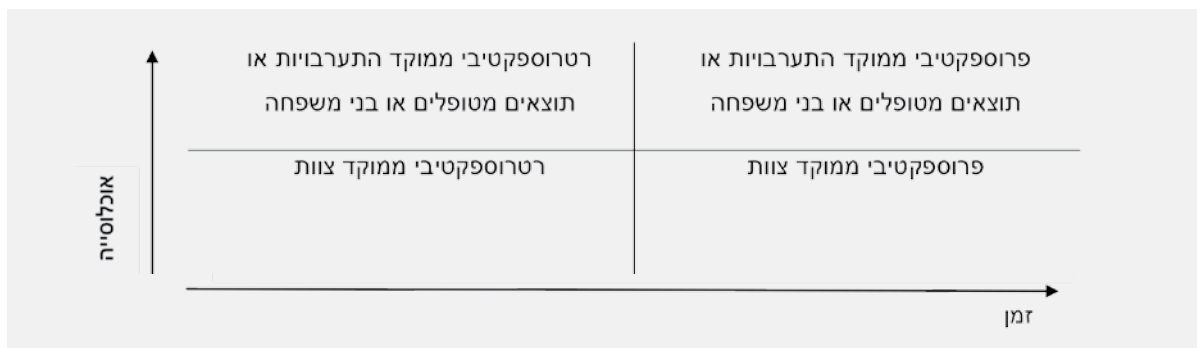 פרוספקטיבי ממוקד התערבויות או
תוצאים מטופלים או בני משפחה
רטרוספקטיבי ממוקד התערבויות או
תוצאים מטופלים או בני משפחה
פרוספקטיבי ממוקד צוות
רטרוספקטיבי ממוקד צוות
אוכלוסייה
זמן